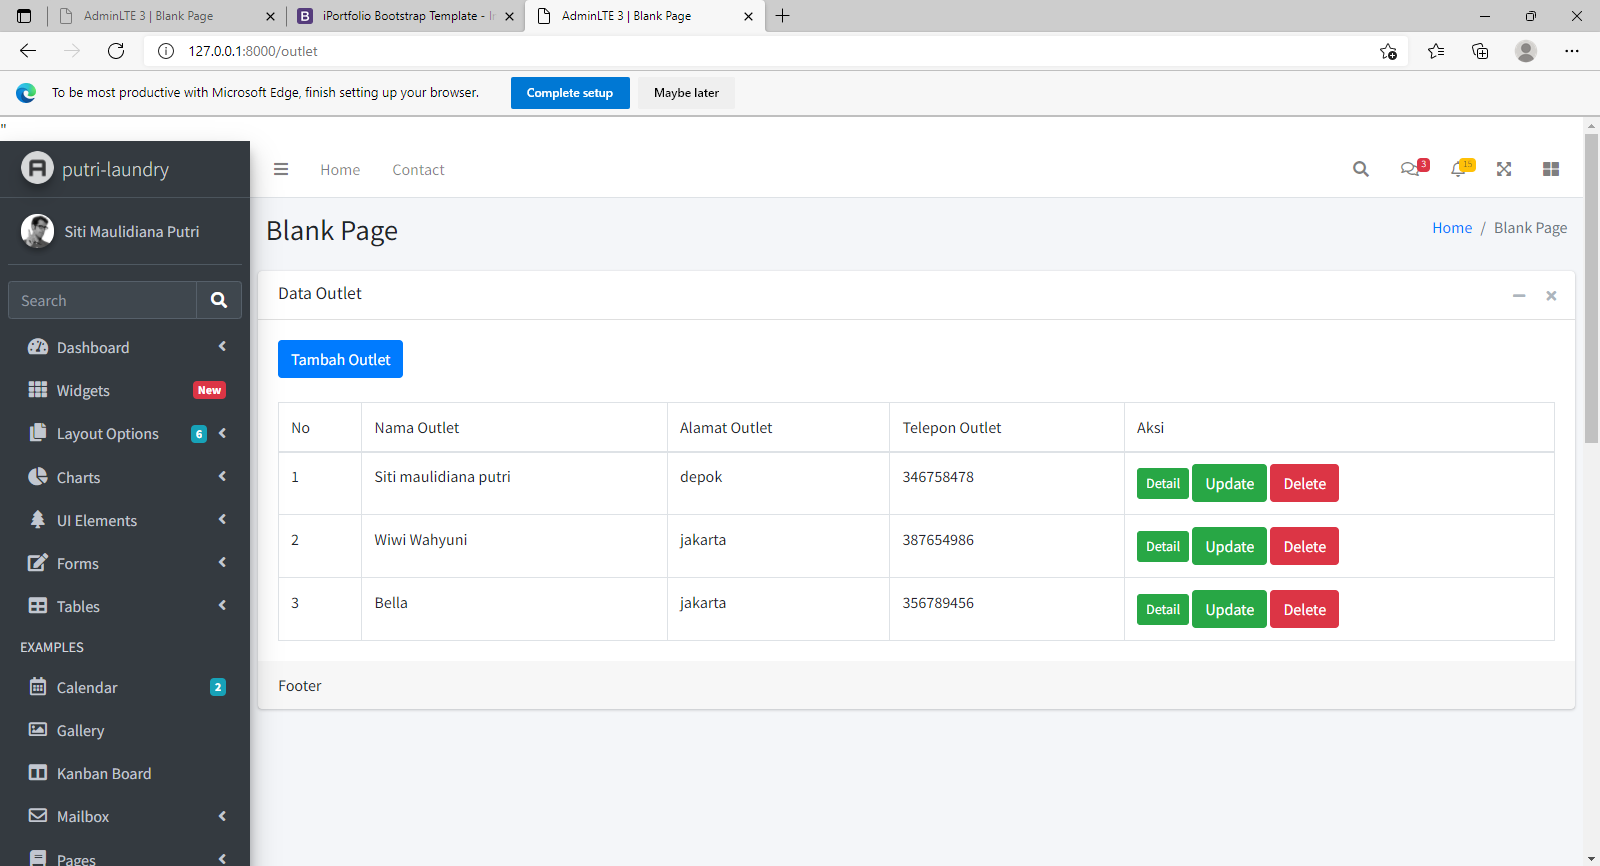 AdminLTE 3 | Blank Page
iPortfolio Bootstrap Template - In
AdminLTE 3 | Blank Page
127.0.0.1:8000/outlet
To be most productive with Microsoft Edge, finish setting up your browser.
Complete setup
Maybe later
"
putri-laundry
Home
Contact
3
15
Siti Maulidiana Putri
Blank Page
Home / Blank Page
Search
Data Outlet
Dashboard
Widgets New
Layout Options 6
Charts
UI Elements
Forms
Tables
EXAMPLES
Calendar 2
Gallery
Kanban Board
Mailbox
Pages
Tambah Outlet
No Nama Outlet Alamat Outlet Telepon Outlet Aksi
1 Siti maulidiana putri depok 346758478 Detail Update Delete
2 Wiwi Wahyuni jakarta 387654986 Detail Update Delete
3 Bella jakarta 356789456 Detail Update Delete
Footer